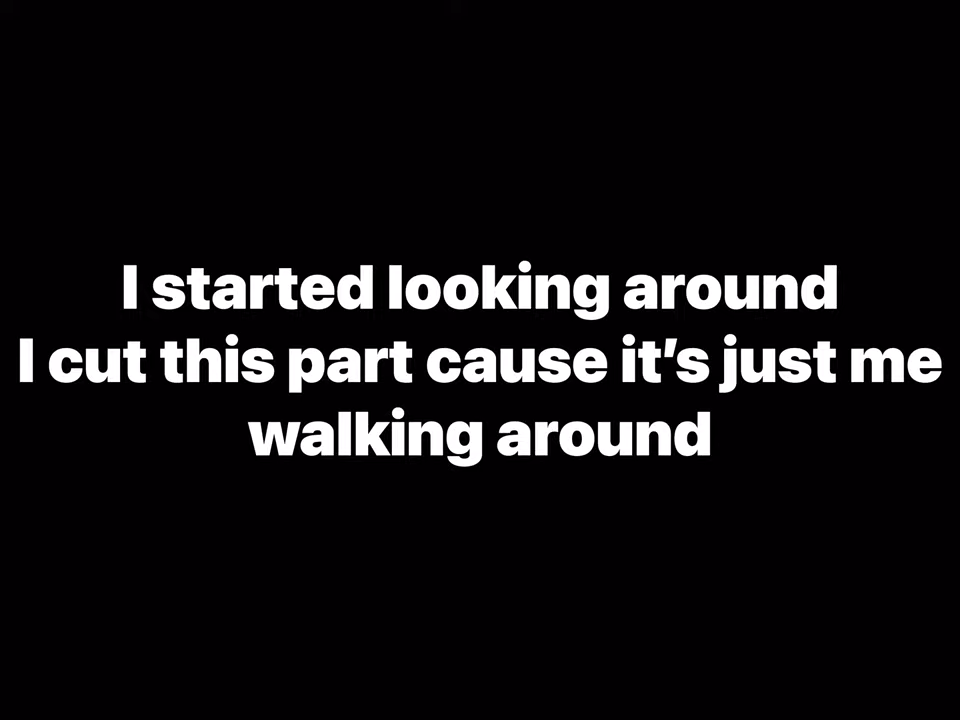 I started looking around
I cut this part cause it’s just me
walking around